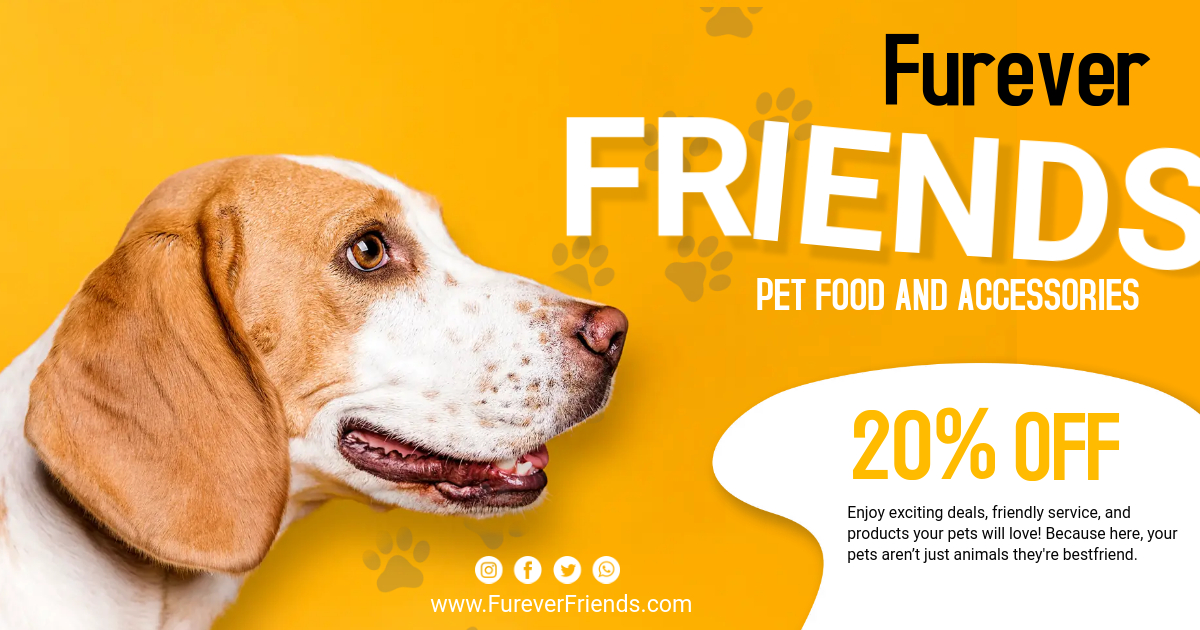 Furever
FRIENDS
PET FOOD AND ACCESSORIES
20% OFF
Enjoy exciting deals, friendly service, and
products your pets will love! Because here, your
pets aren’t just animals they're bestfriend.
www.FureverFriends.com